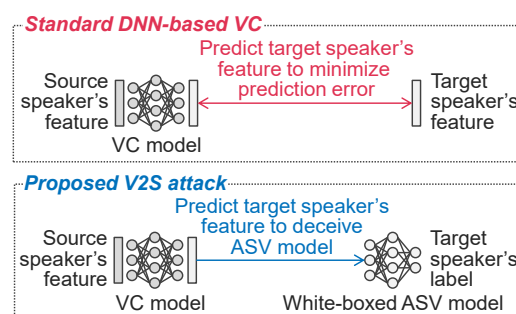 Standard DNN-based VC
Predict target speaker's
feature to minimize
prediction error
Source
speaker's
feature
VC model
Target
speaker's
feature
Proposed V2S attack
Predict target speaker's
feature to deceive
ASV model
Source
speaker's
feature
VC model
Target
speaker's
label
White-boxed ASV model